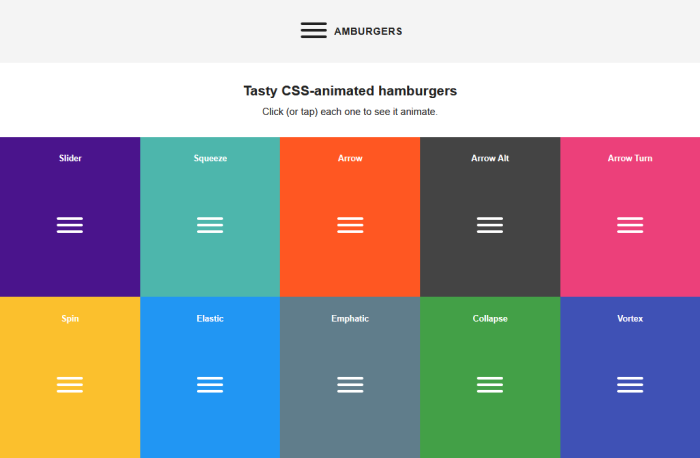 AMBURGERS
Tasty CSS-animated hamburgers
Click (or tap) each one to see it animate.
Slider
Squeeze
Arrow
Arrow Alt
Arrow Turn
Spin
Elastic
Emphatic
Collapse
Vortex